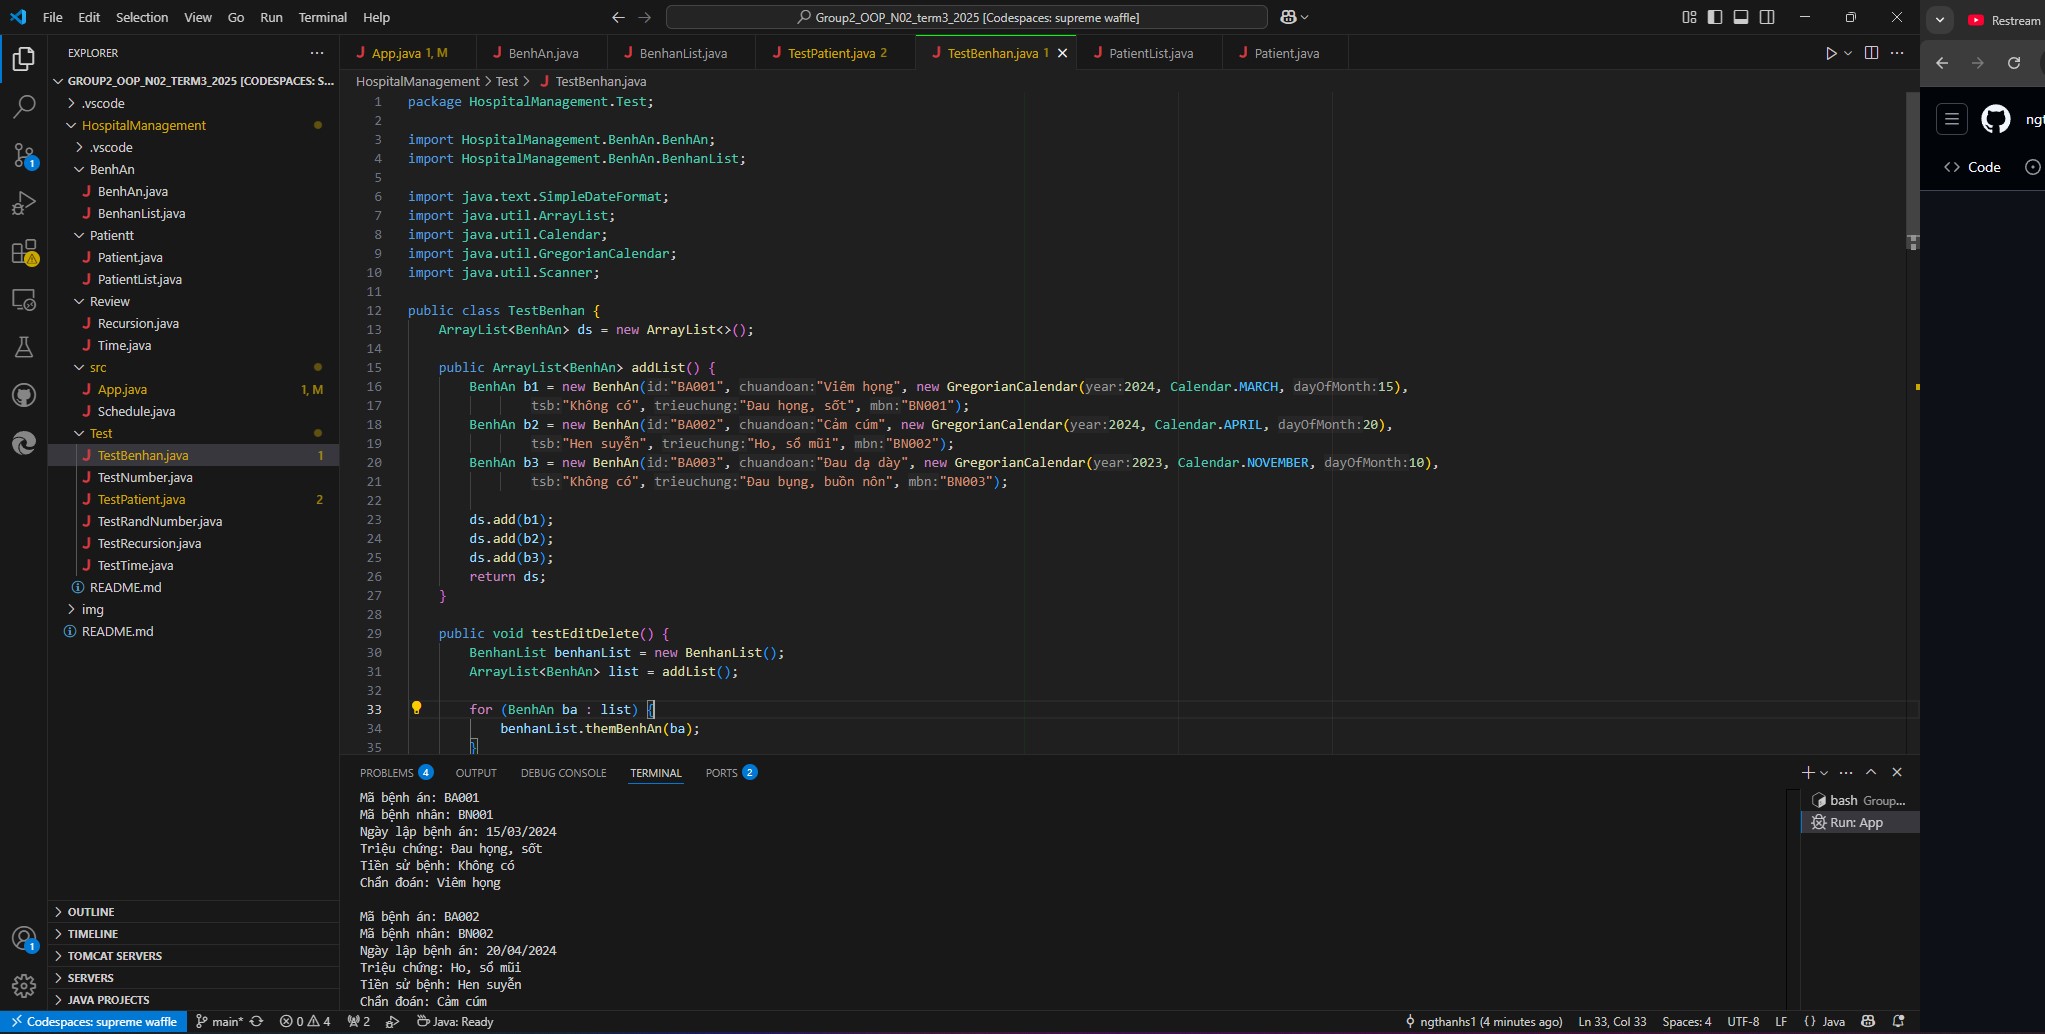 File Edit Selection View Go Run Terminal Help
Group2_OOP_N02_term3_2025 [Codespaces: supreme waffle]
Restream
EXPLORER
App.java 1, M
BenhAn.java
BenhanList.java
TestPatient.java 2
TestBenhan.java 1
PatientList.java
Patient.java
GROUP2_OOP_N02_TERM3_2025 [CODESPACES: S...
.vscode
HospitalManagement
.vscode
BenhAn
BenhAn.java
BenhanList.java
Patientt
Patient.java
PatientList.java
Review
Recursion.java
Time.java
src
App.java 1, M
Schedule.java
Test
TestBenhan.java 1
TestNumber.java
TestPatient.java 2
TestRandNumber.java
TestRecursion.java
TestTime.java
README.md
img
README.md
OUTLINE
TIMELINE
TOMCAT SERVERS
SERVERS
JAVA PROJECTS
1
1
HospitalManagement > Test > TestBenhan.java
1 package HospitalManagement.Test;
2
3 import HospitalManagement.BenhAn.BenhAn;
4 import HospitalManagement.BenhAn.BenhanList;
5
6 import java.text.SimpleDateFormat;
7 import java.util.ArrayList;
8 import java.util.Calendar;
9 import java.util.GregorianCalendar;
10 import java.util.Scanner;
11
12 public class TestBenhan {
13 ArrayList<BenhAn> ds = new ArrayList<>();
14
15 public ArrayList<BenhAn> addList() {
16 BenhAn b1 = new BenhAn(id:"BA001", chuandoan:"Viêm họng", new GregorianCalendar(year:2024, Calendar.MARCH, dayOfMonth:15),
17 tsb:"Không có", trieuchung:"Đau họng, sốt", mbn:"BN001");
18 BenhAn b2 = new BenhAn(id:"BA002", chuandoan:"Cảm cúm", new GregorianCalendar(year:2024, Calendar.APRIL, dayOfMonth:20),
19 tsb:"Hen suyễn", trieuchung:"Ho, sổ mũi", mbn:"BN002");
20 BenhAn b3 = new BenhAn(id:"BA003", chuandoan:"Đau dạ dày", new GregorianCalendar(year:2023, Calendar.NOVEMBER, dayOfMonth:10),
21 tsb:"Không có", trieuchung:"Đau bụng, buồn nôn", mbn:"BN003");
22
23 ds.add(b1);
24 ds.add(b2);
25 ds.add(b3);
26 return ds;
27 }
28
29 public void testEditDelete() {
30 BenhanList benhanList = new BenhanList();
31 ArrayList<BenhAn> list = addList();
32
33 for (BenhAn ba : list) {
34 benhanList.themBenhAn(ba);
35 }
PROBLEMS 4 OUTPUT DEBUG CONSOLE TERMINAL PORTS 2
Mã bệnh án: BA001
Mã bệnh nhân: BN001
Ngày lập bệnh án: 15/03/2024
Triệu chứng: Đau họng, sốt
Tiền sử bệnh: Không có
Chẩn đoán: Viêm họng
Mã bệnh án: BA002
Mã bệnh nhân: BN002
Ngày lập bệnh án: 20/04/2024
Triệu chứng: Ho, sổ mũi
Tiền sử bệnh: Hen suyễn
Chẩn đoán: Cảm cúm
bash Group...
Run: App
Code
Codespaces: supreme waffle main* 0 4 2 Java: Ready
ngthanhs1 (4 minutes ago) Ln 33, Col 33 Spaces: 4 UTF-8 LF {} Java